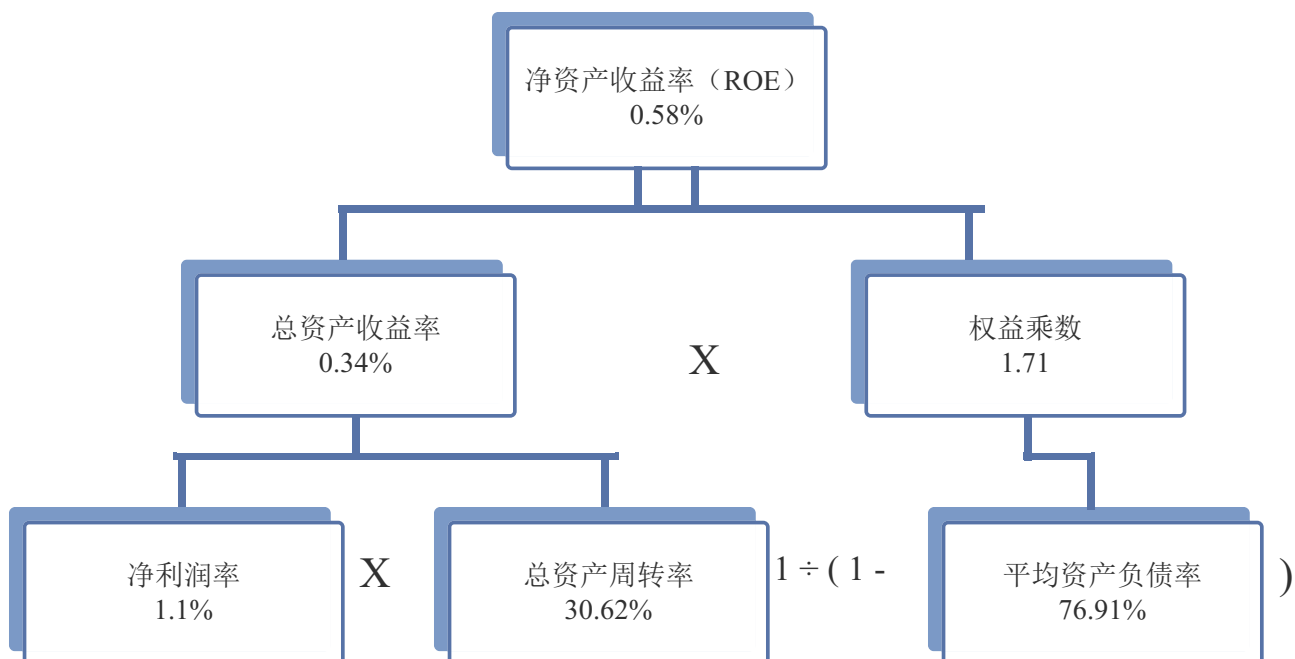 净资产收益率（ROE）
0.58%
总资产收益率
0.34%
X
权益乘数
1.71
净利润率
1.1%
X
总资产周转率
30.62%
1 ÷ ( 1 -
平均资产负债率
76.91%
)